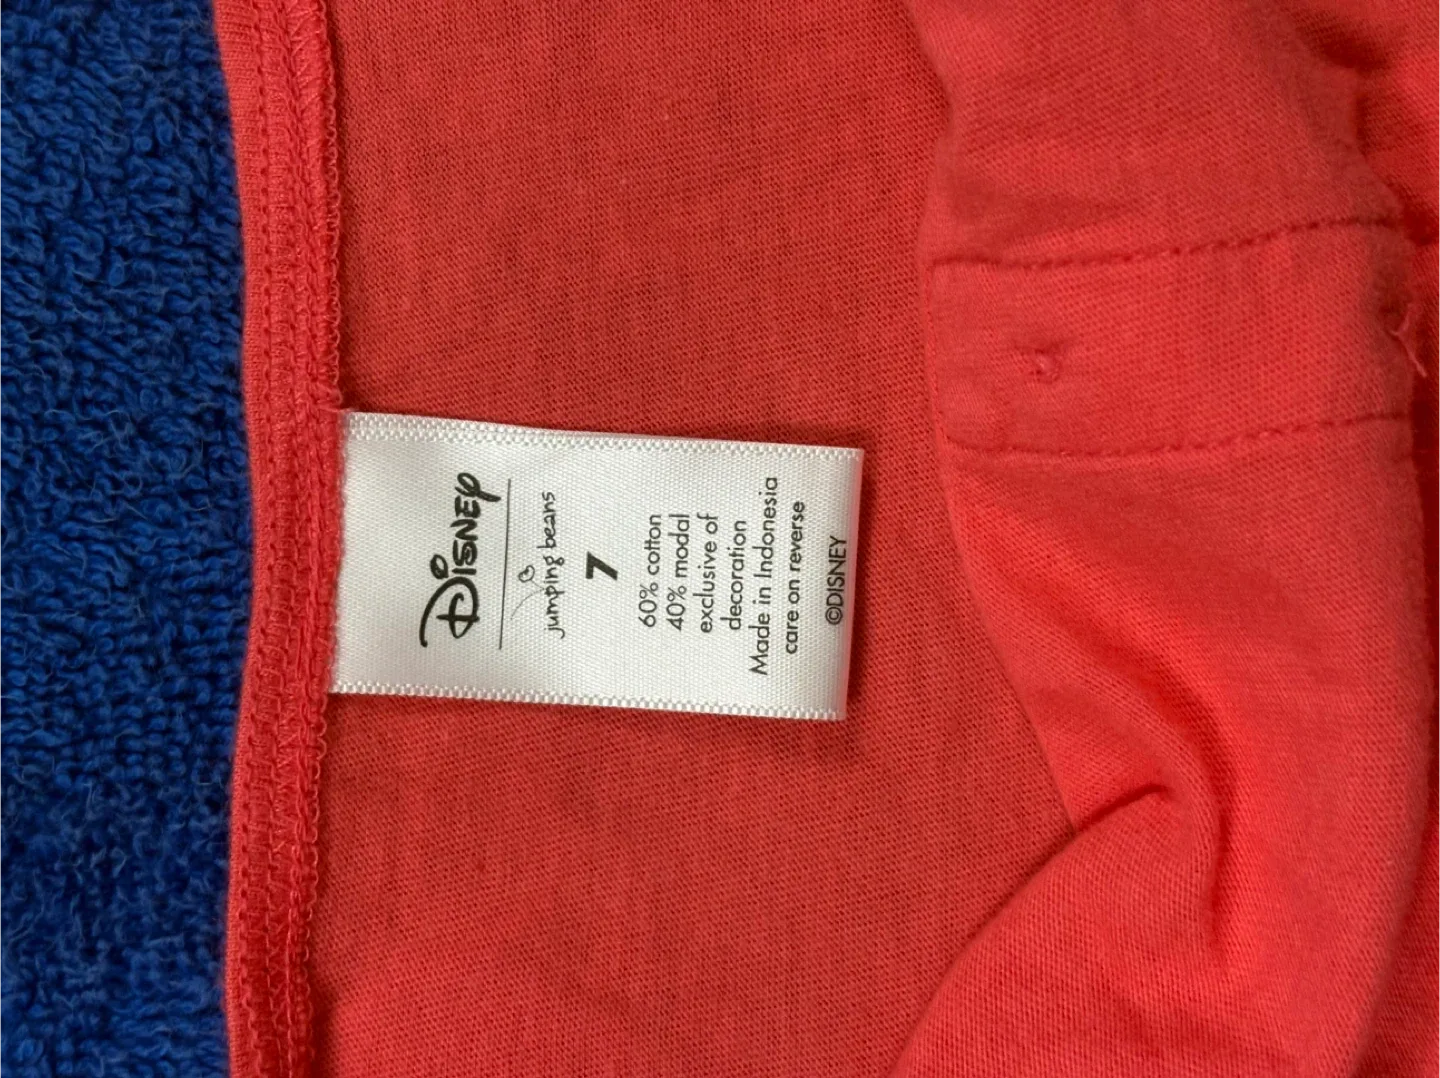 Disney
jumping beans
7
60% cotton
40% modal
exclusive of
decoration
Made in Indonesia
care on reverse
©DISNEY